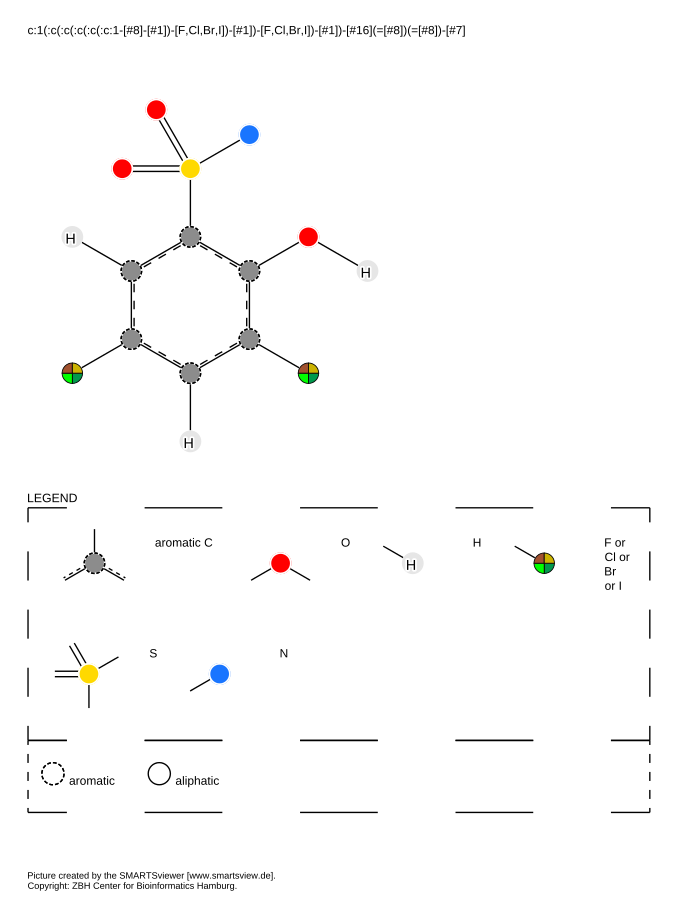 c:1(:c(:c(:c(:c(:c:1-[#8]-[#1])-[F,Cl,Br,I])-[#1])-[F,Cl,Br,I])-[#1])-[#16](=[#8])(=[#8])-[#7]
H
H
H
LEGEND
aromatic C
O
H
H
F or
Cl or
Br
or I
S
N
aromatic
aliphatic
Picture created by the SMARTSviewer [www.smartsview.de].
Copyright: ZBH Center for Bioinformatics Hamburg.